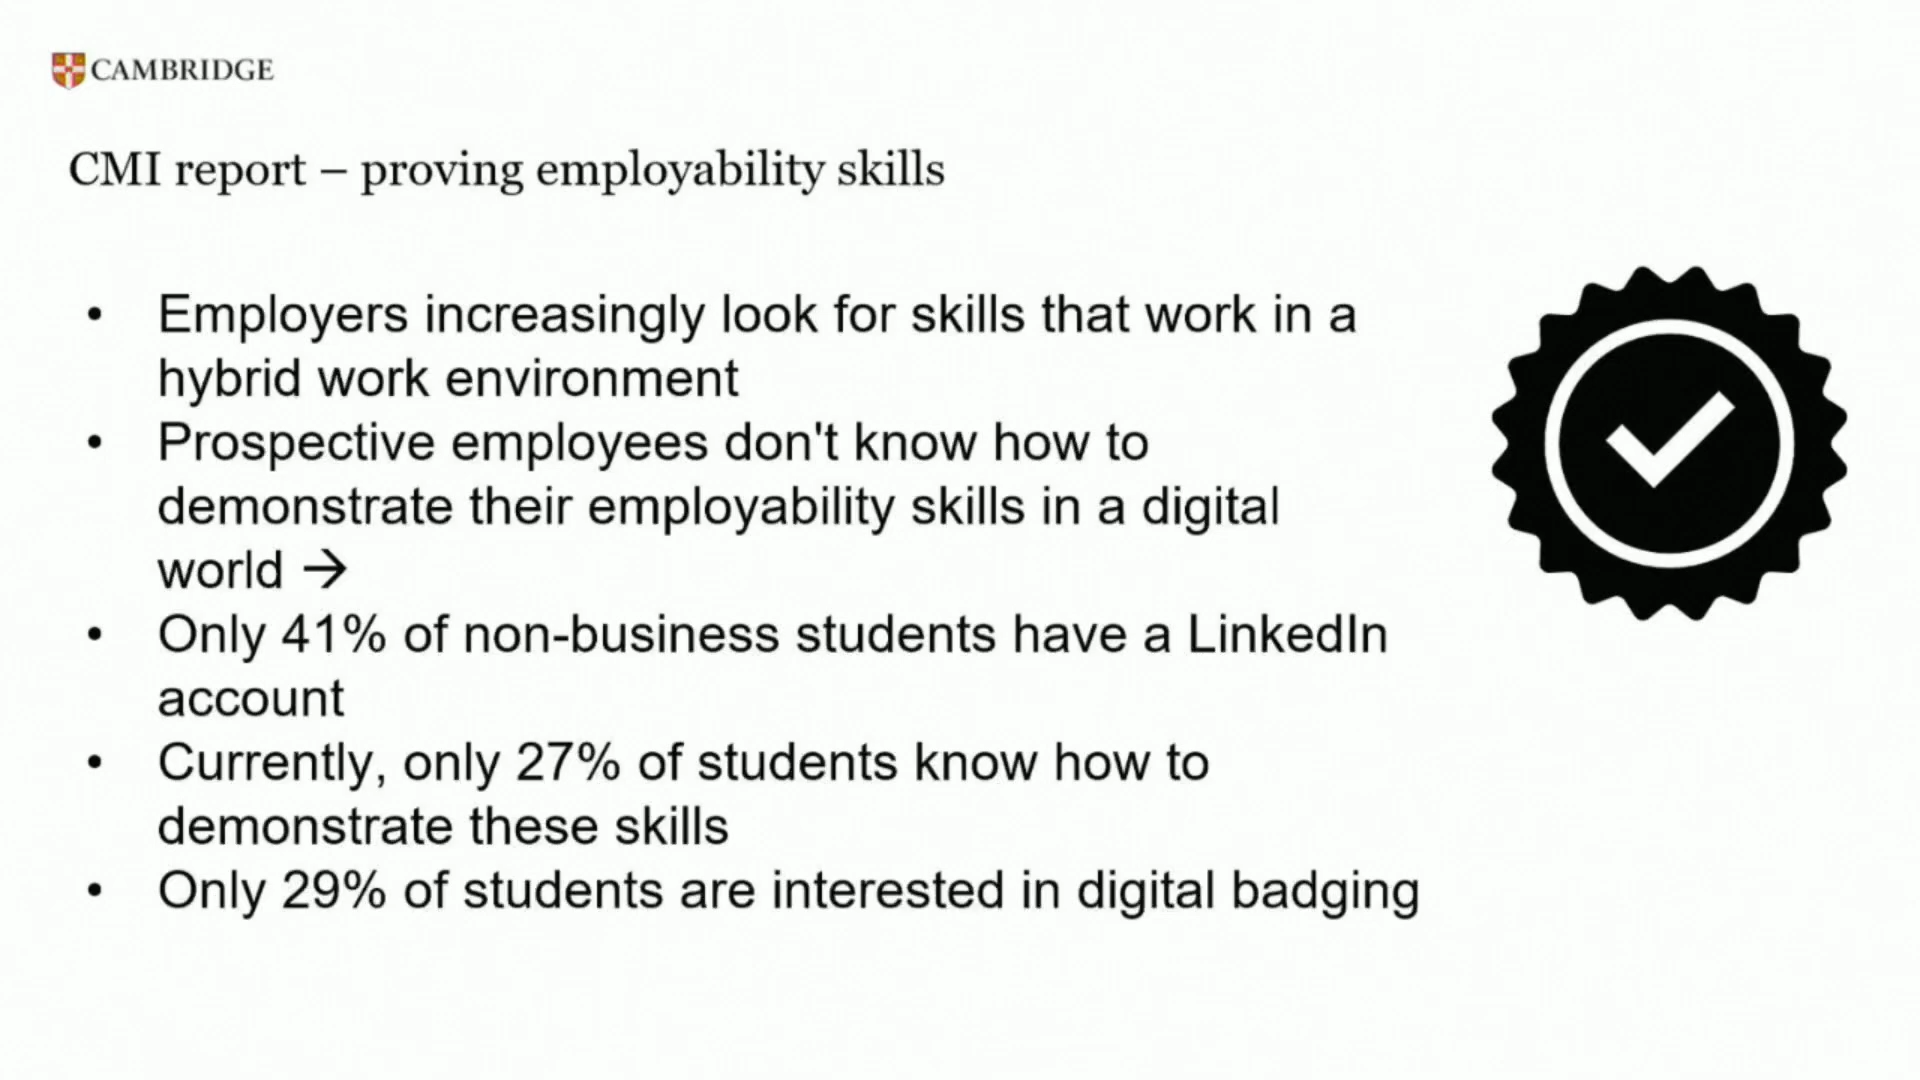 CAMBRIDGE
CMI report – proving employability skills
• Employers increasingly look for skills that work in a
hybrid work environment
• Prospective employees don't know how to
demonstrate their employability skills in a digital
world →
• Only 41% of non-business students have a LinkedIn
account
• Currently, only 27% of students know how to
demonstrate these skills
• Only 29% of students are interested in digital badging